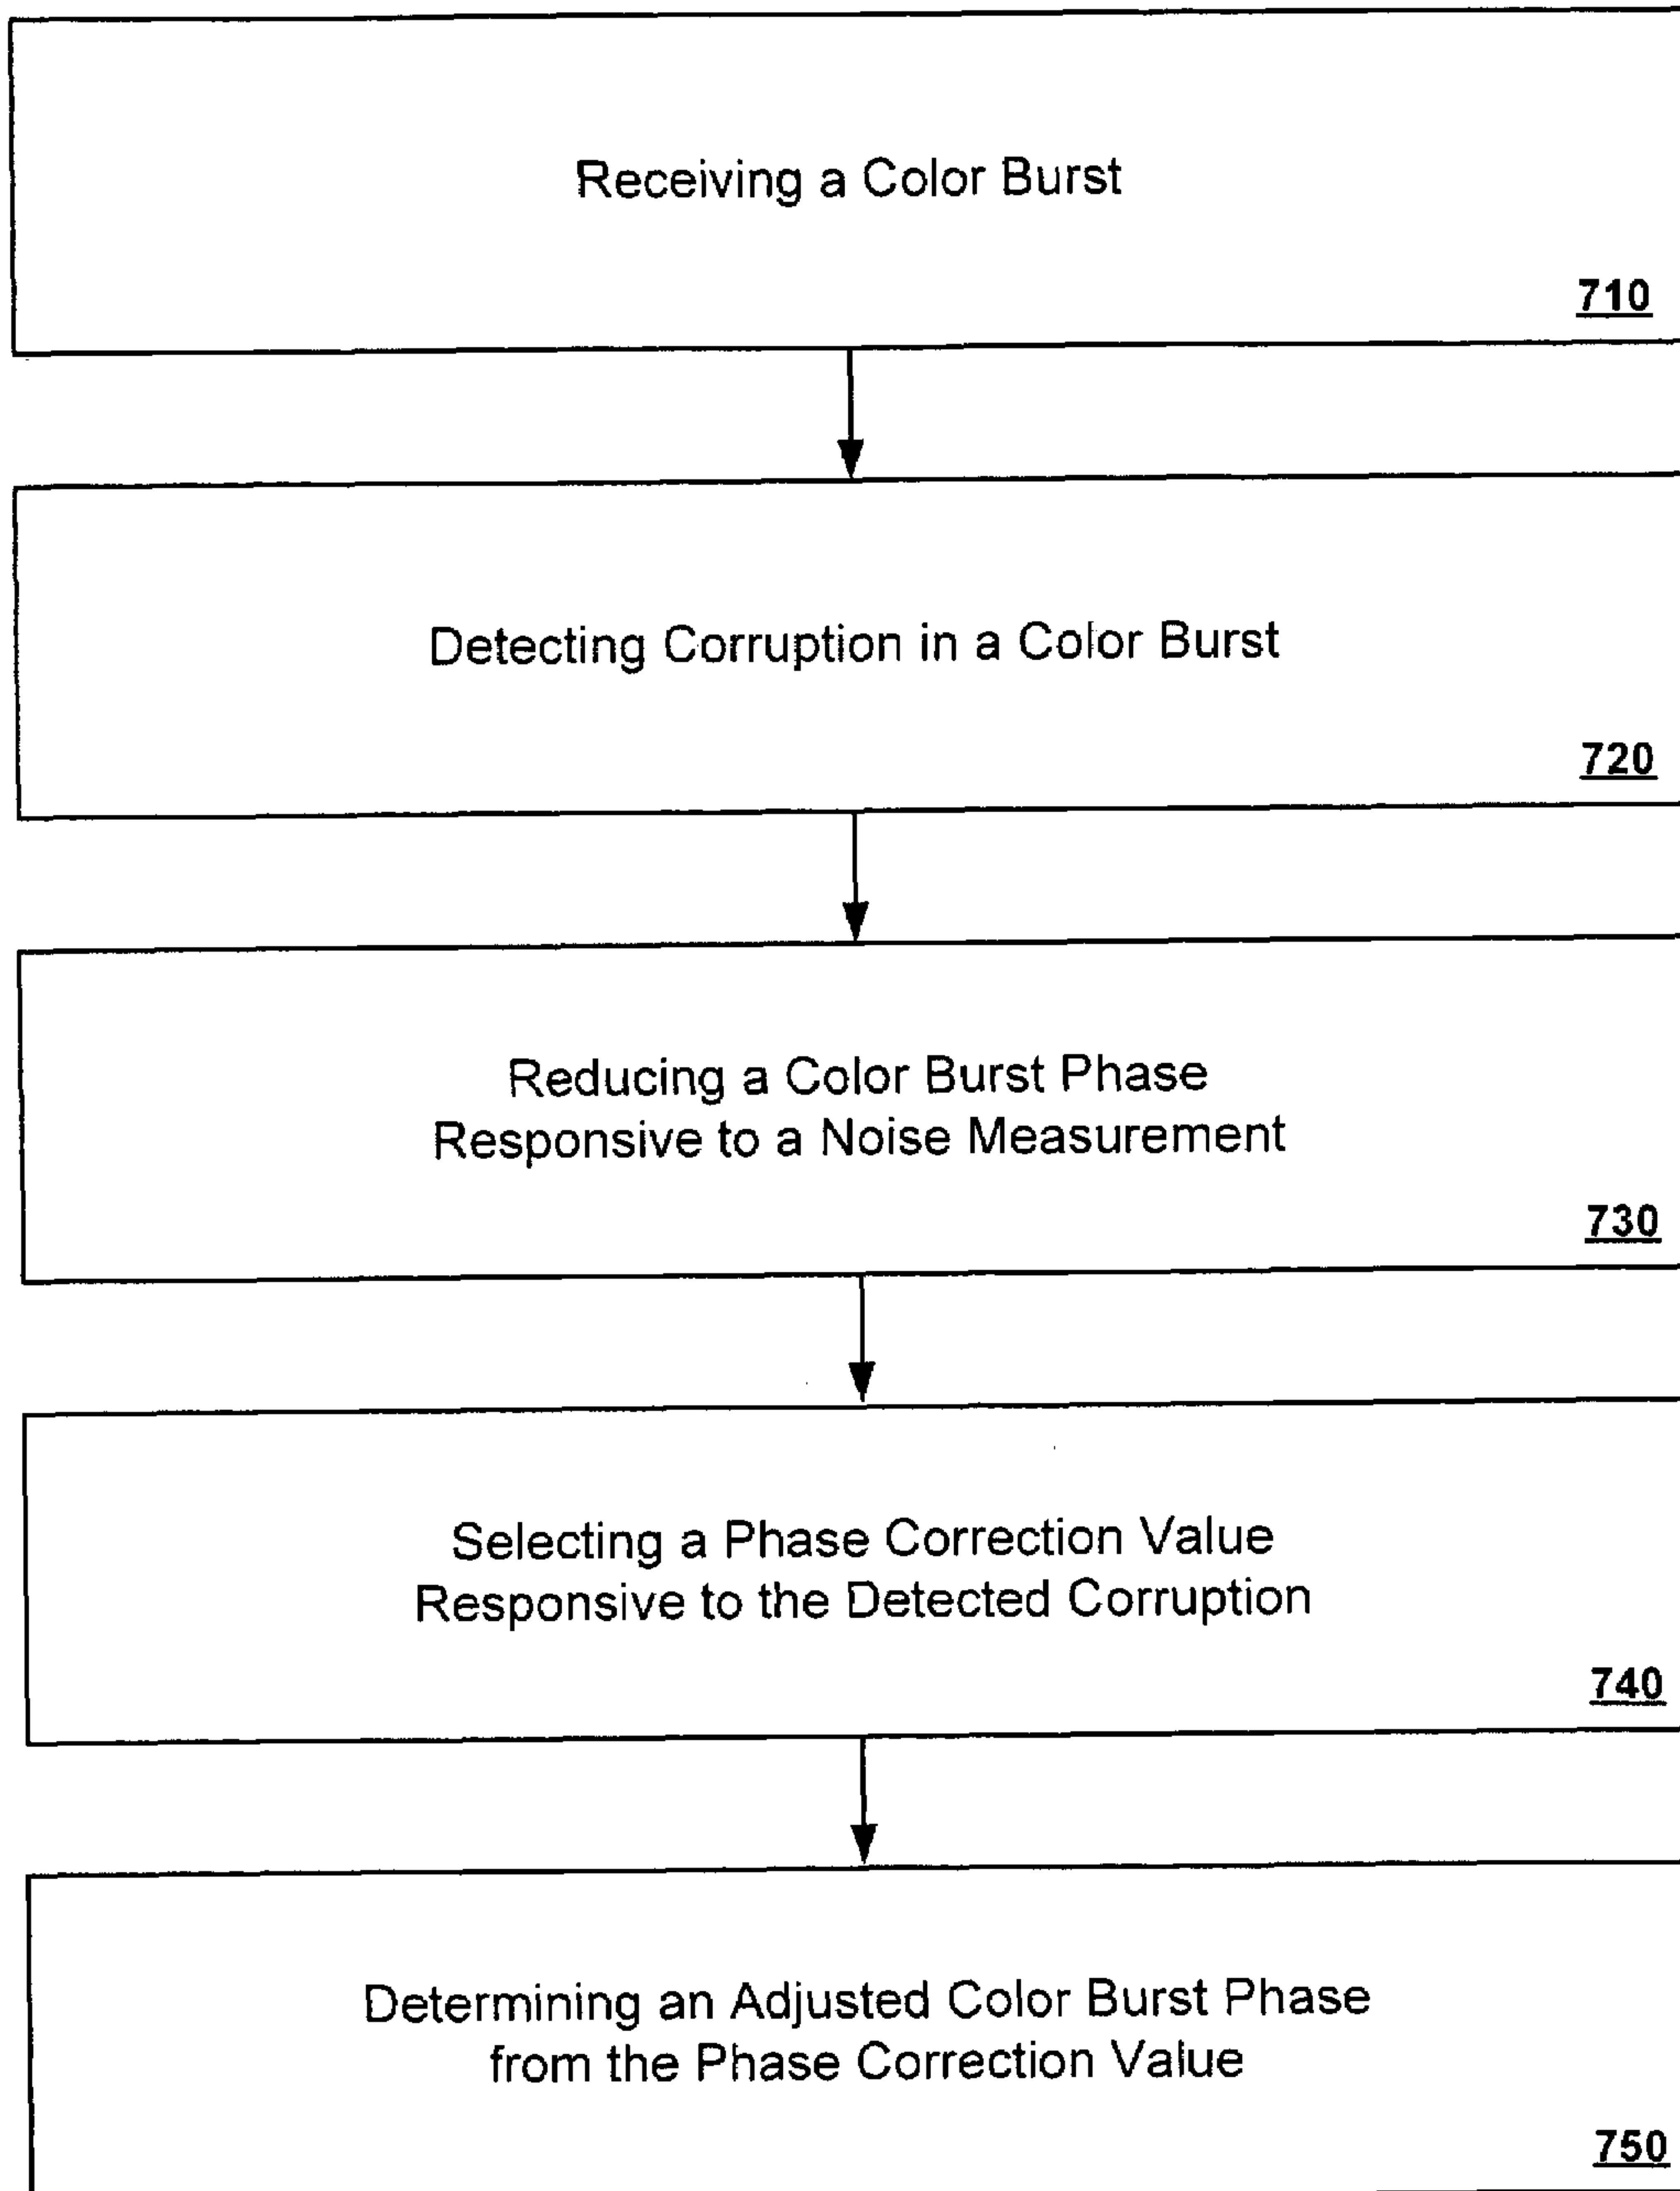 Receiving a Color Burst
710
Detecting Corruption in a Color Burst
720
Reducing a Color Burst Phase
Responsive to a Noise Measurement
730
Selecting a Phase Correction Value
Responsive to the Detected Corruption
740
Determining an Adjusted Color Burst Phase
from the Phase Correction Value
750